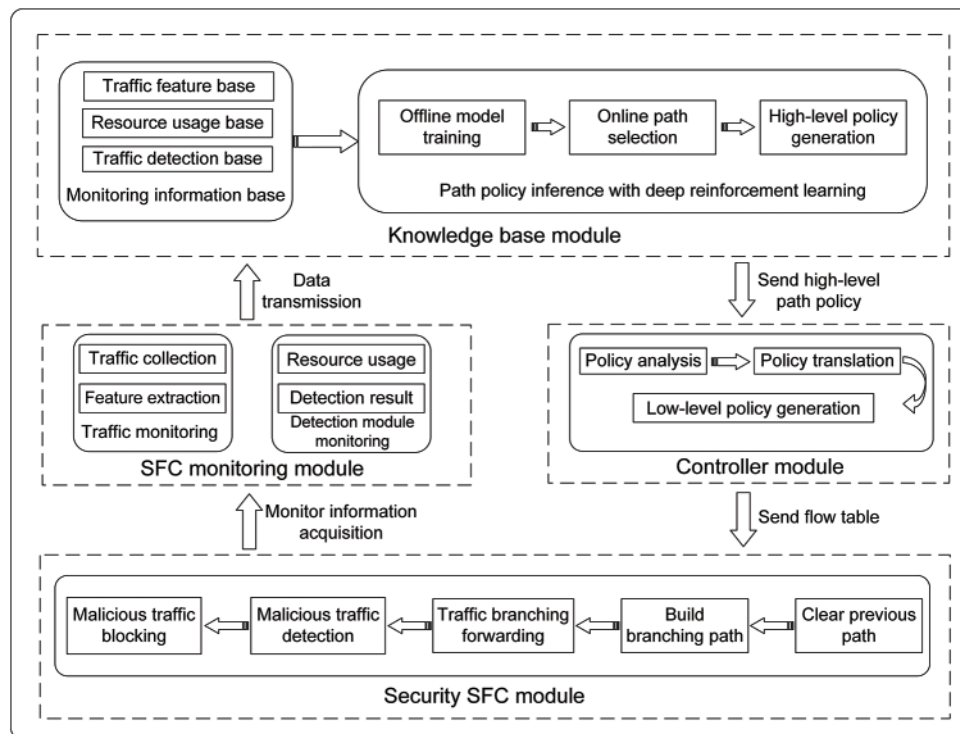 Traffic feature base
Resource usage base
Traffic detection base
Monitoring information base
Offline model
training
Online path
selection
High-level policy
generation
Path policy inference with deep reinforcement learning
Knowledge base module
Data
transmission
Send high-level
path policy
Traffic collection
Feature extraction
Traffic monitoring
Resource usage
Detection result
Detection module
monitoring
SFC monitoring module
Policy analysis
Policy translation
Low-level policy generation
Controller module
Monitor information
acquisition
Send flow table
Malicious traffic
blocking
Malicious traffic
detection
Traffic branching
forwarding
Build
branching path
Clear previous
path
Security SFC module